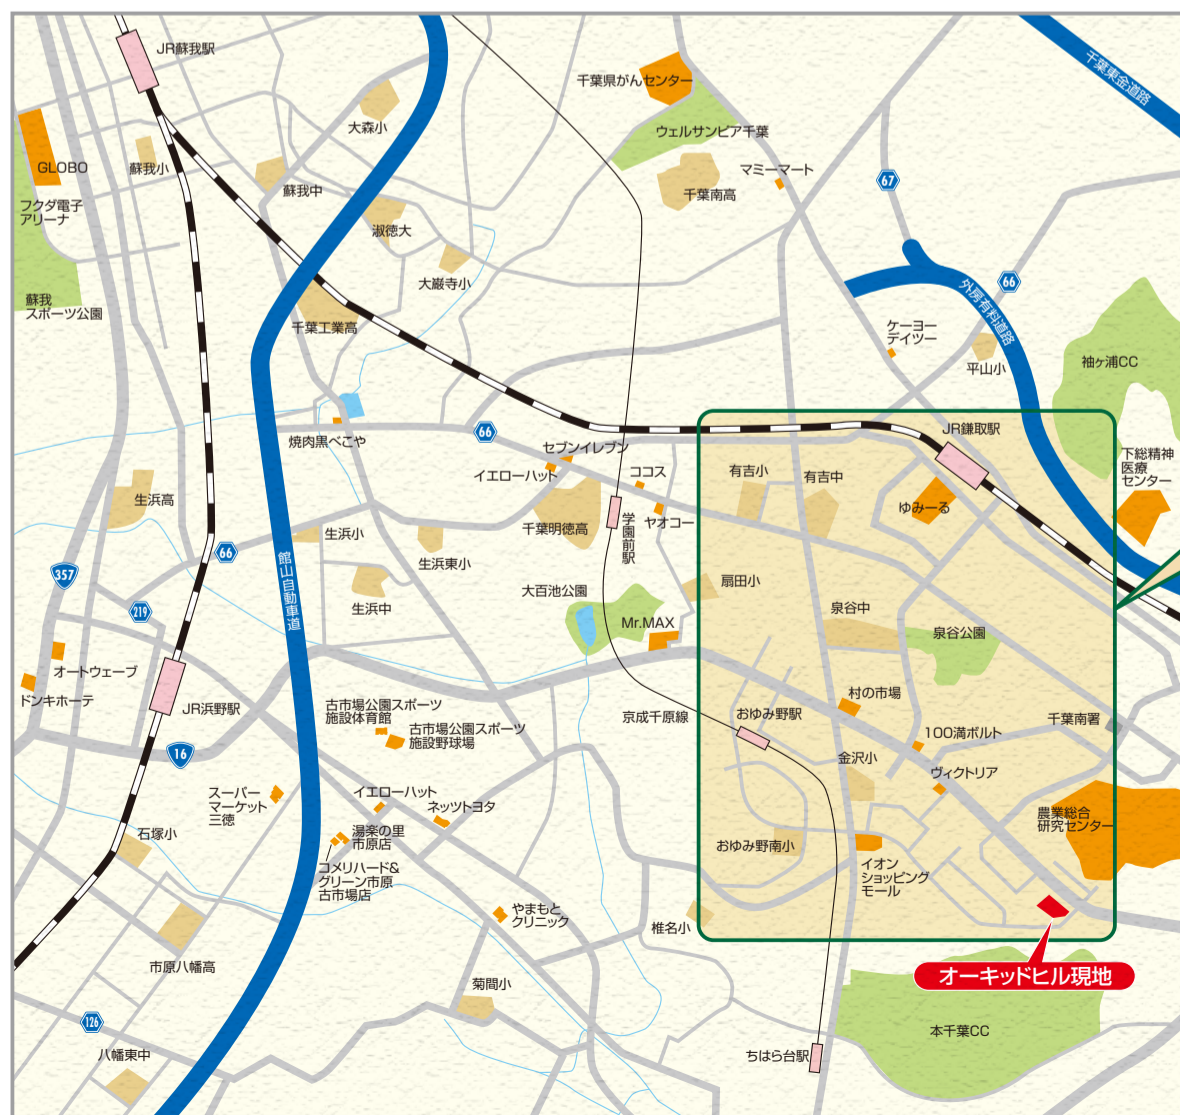 JR蘇我駅
千葉東金道路
千葉県がんセンター
大森小
ウェルサンピア千葉
GLOBO
蘇我小
蘇我中
マミーマート
67
千葉南高
フクダ電子
アリーナ
淑徳大
大巌寺小
66
外房有料道路
蘇我
スポーツ公園
千葉工業高
ケーヨー
デイツー
平山小
袖ヶ浦CC
焼肉黒べこや
66
JR鎌取駅
セブンイレブン
イエローハット
ココス
有吉小
有吉中
下総精神
医療
センター
生浜高
千葉明徳高
学園前駅
ヤオコー
ゆみーる
生浜小
66
生浜東小
館山自動車道
357
生浜中
大百池公園
扇田小
219
泉谷中
Mr.MAX
泉谷公園
オートウェーブ
ドンキホーテ
JR浜野駅
古市場公園スポーツ
施設体育館
古市場公園スポーツ
施設野球場
京成千原線
おゆみ野駅
村の市場
千葉南署
100満ボルト
16
金沢小
ヴィクトリア
スーパー
マーケット
三徳
イエローハット
ネッツトヨタ
農業総合
研究センター
石塚小
湯楽の里
市原店
おゆみ野南小
コメリハード&
グリーン市原
古市場店
イオン
ショッピング
モール
やまもと
クリニック
椎名小
市原八幡高
オーキッドヒル現地
菊間小
126
本千葉CC
八幡東中
ちはら台駅